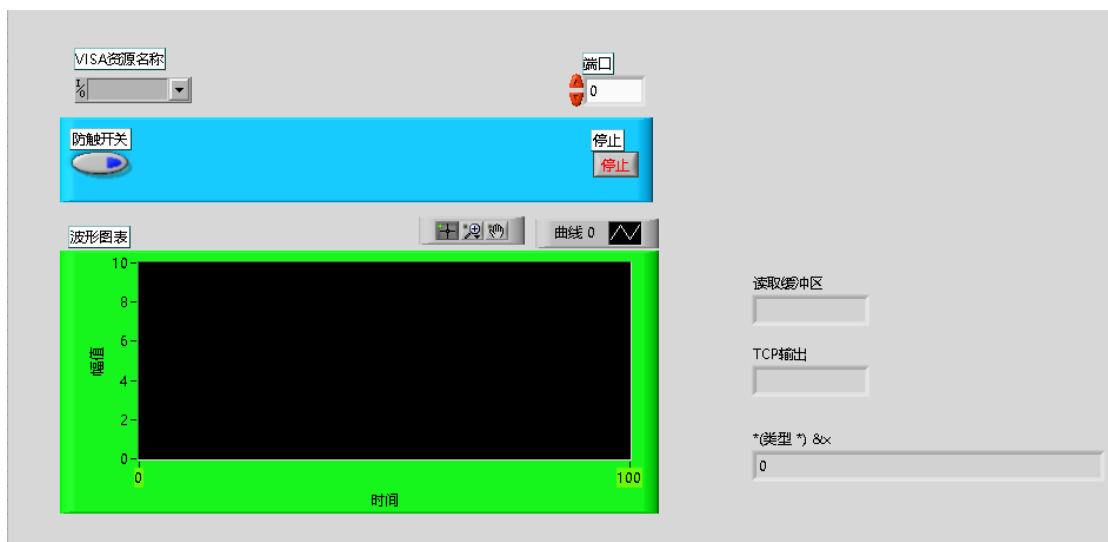 VISA资源名称
I/O
端口
0
防触开关
停止
停止
波形图表
曲线 0
幅值
10
8
6
4
2
0
0
100
时间
读取缓冲区
TCP输出
*(类型 *) &x
0